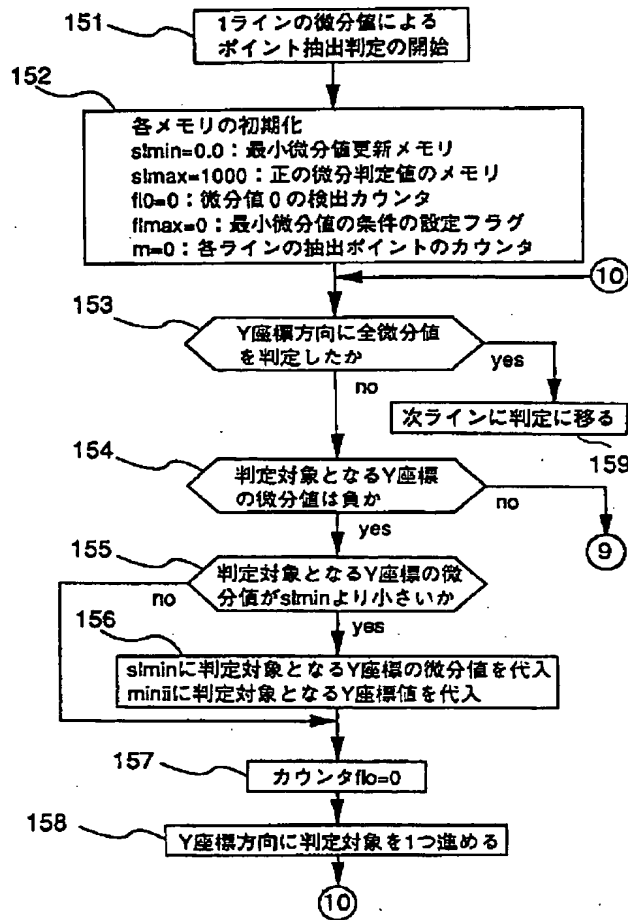 151
1ラインの微分値による
ポイント抽出判定の開始
152
各メモリの初期化
slmin=0.0：最小微分値更新メモリ
slmax=1000：正の微分判定値のメモリ
fl0=0：微分値0の検出カウンタ
flmax=0：最小微分値の条件の設定フラグ
m=0：各ラインの抽出ポイントのカウンタ
10
153
Y座標方向に全微分値
を判定したか
yes
no
次ラインに判定に移る
159
154
判定対象となるY座標
の微分値は負か
no
yes
9
155
判定対象となるY座標の微
分値がslminより小さいか
no
yes
156
slminに判定対象となるY座標の微分値を代入
miniiに判定対象となるY座標値を代入
157
カウンタflo=0
158
Y座標方向に判定対象を1つ進める
10